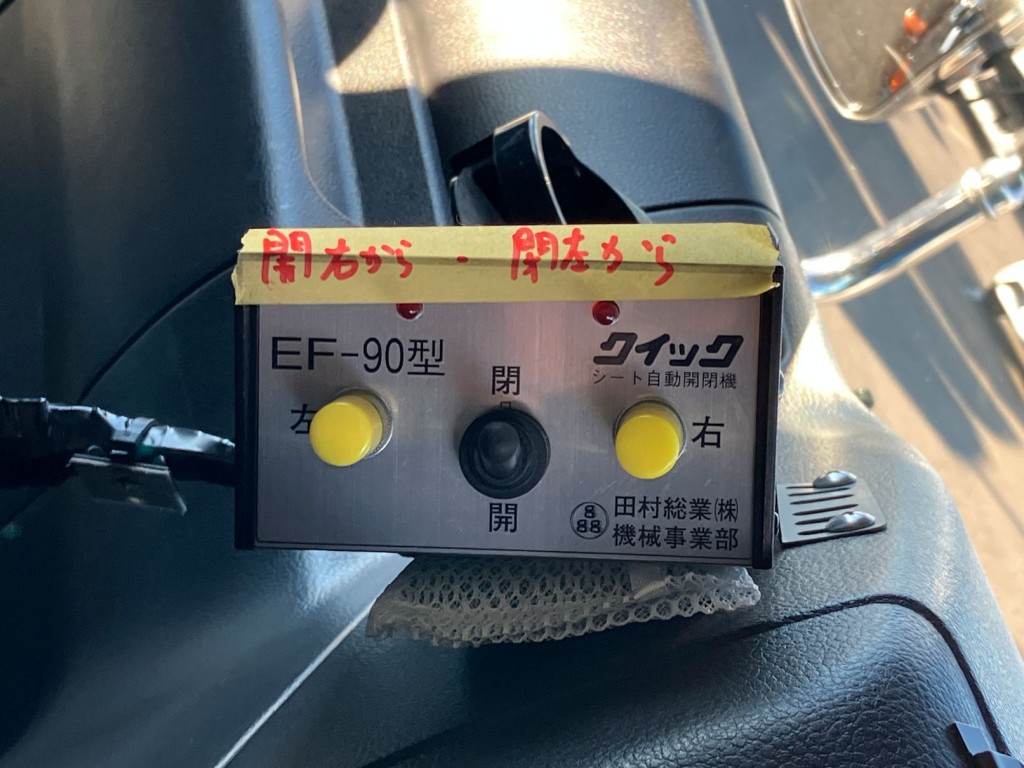 開右から - 閉左から
EF-90型
クイック
シート自動開閉機
閉
左
右
開
8
88
田村総業(株)
機械事業部